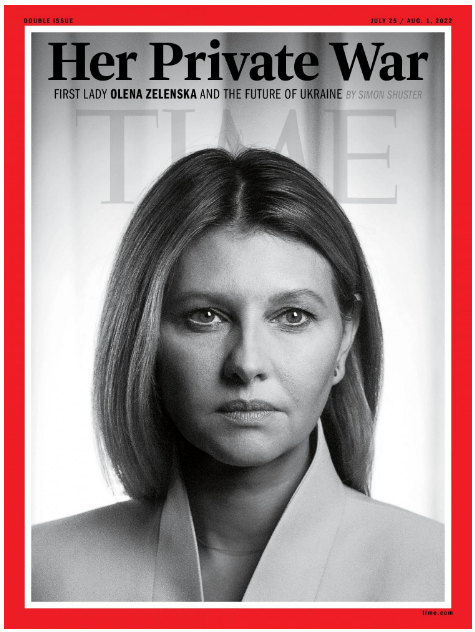 DOUBLE ISSUE
JULY 25 / AUG. 1, 2022
Her Private War
FIRST LADY OLENA ZELENSKA AND THE FUTURE OF UKRAINE BY SIMON SHUSTER
TIME
time.com